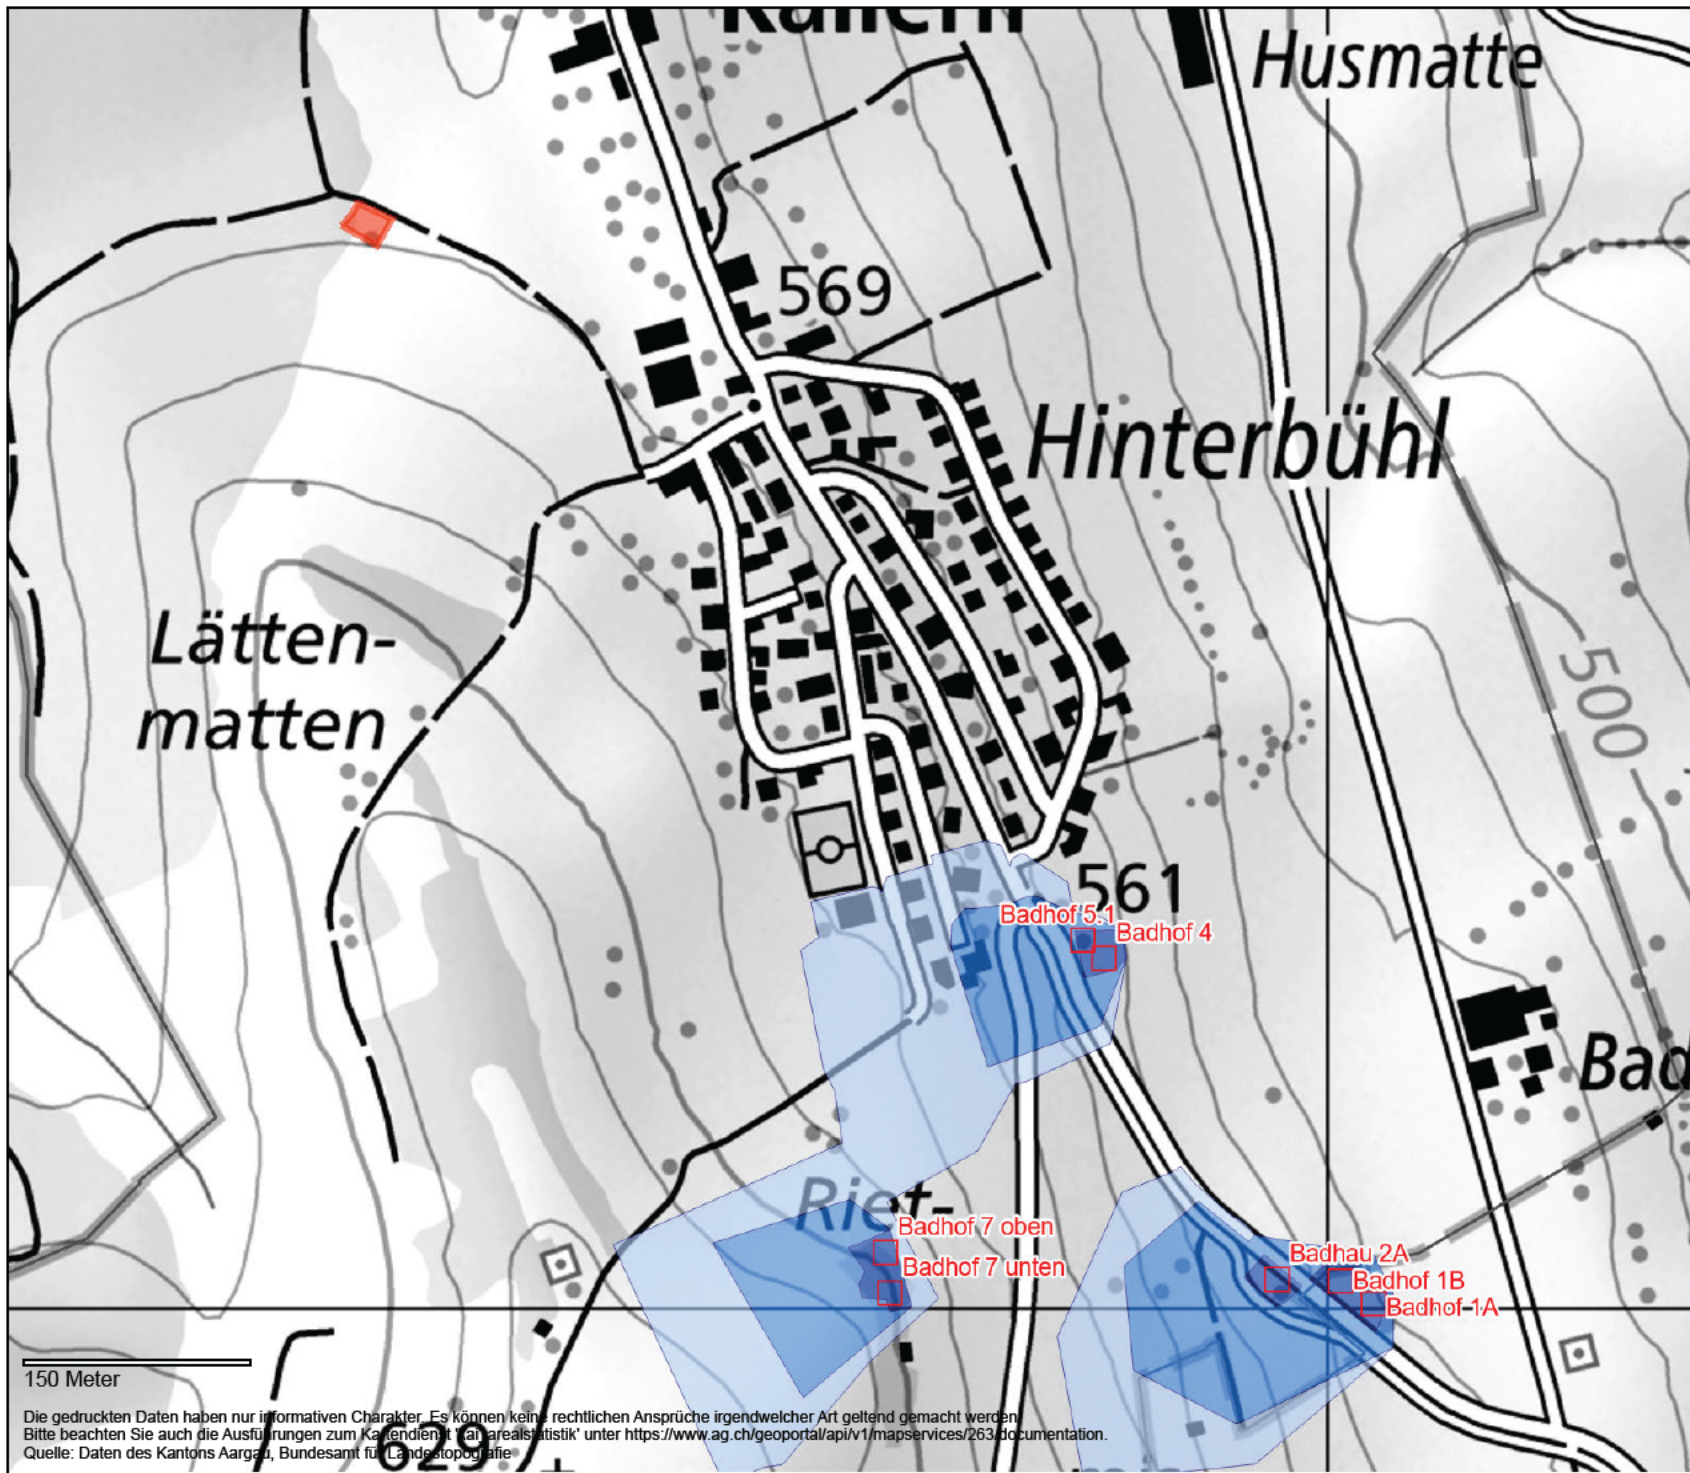 Kallern
Husmatte
569
Hinterbühl
Lätten-
matten
500
561
Badhof 5.1
Badhof 4
Bad
Riet-
Badhof 7 oben
Badhof 7 unten
Badhau 2A
Badhof 1B
Badhof 1A
150 Meter
Die gedruckten Daten haben nur informativen Charakter. Es können keine rechtlichen Ansprüche irgendwelcher Art geltend gemacht werden.
Bitte beachten Sie auch die Ausführungen zum Kartendienst 'kai_arealstatistik' unter https://www.ag.ch/geoportal/api/v1/mapservices/263/documentation.
Quelle: Daten des Kantons Aargau, Bundesamt für Landestopografie
629